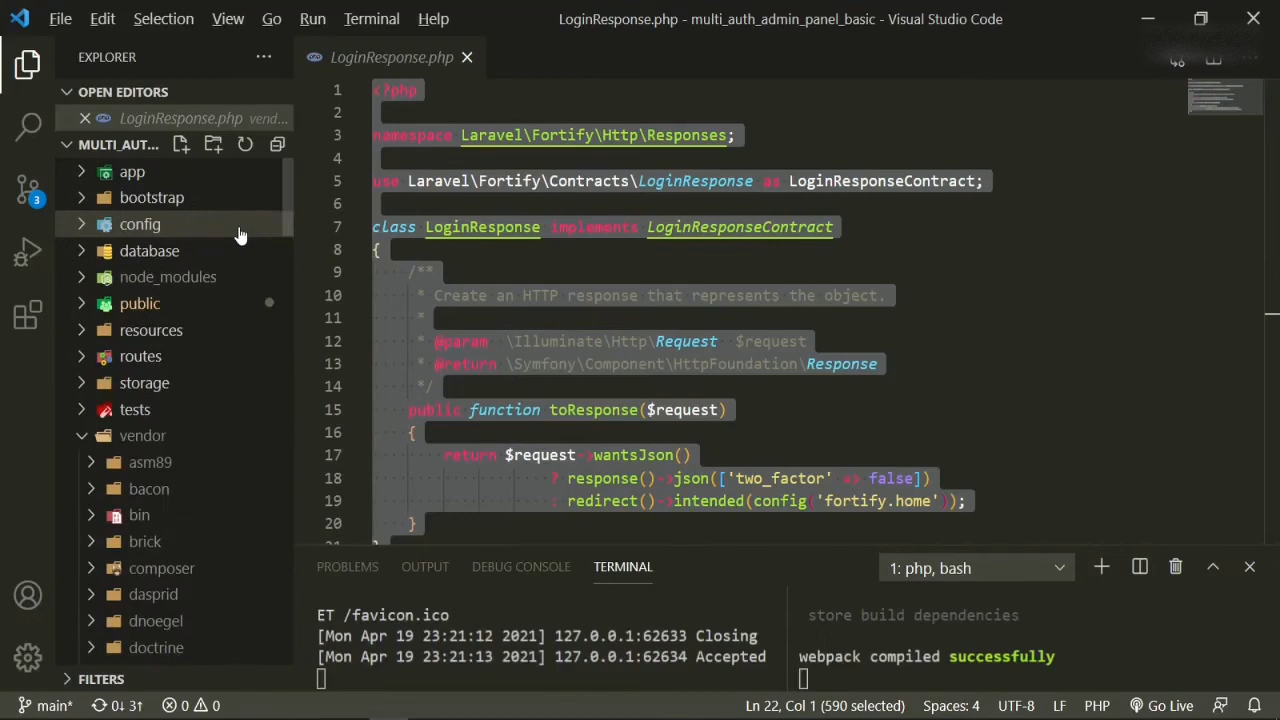 File Edit Selection View Go Run Terminal Help LoginResponse.php - multi_auth_admin_panel_basic - Visual Studio Code
EXPLORER
OPEN EDITORS
LoginResponse.php vend...
MULTI_AUT...
app
bootstrap
config
database
node_modules
public
resources
routes
storage
tests
vendor
asm89
bacon
bin
brick
composer
dasprid
dnoegel
doctrine
FILTERS
3
LoginResponse.php
1 <?php
2
3 namespace Laravel\Fortify\Http\Responses;
4
5 use Laravel\Fortify\Contracts\LoginResponse as LoginResponseContract;
6
7 class LoginResponse implements LoginResponseContract
8 {
9 /**
10 * Create an HTTP response that represents the object.
11 *
12 * @param \Illuminate\Http\Request $request
13 * @return \Symfony\Component\HttpFoundation\Response
14 */
15 public function toResponse($request)
16 {
17 return $request->wantsJson()
18 ? response()->json(['two_factor' => false])
19 : redirect()->intended(config('fortify.home'));
20 }
PROBLEMS OUTPUT DEBUG CONSOLE TERMINAL 1: php, bash
ET /favicon.ico
[Mon Apr 19 23:21:12 2021] 127.0.0.1:62633 Closing
[Mon Apr 19 23:21:13 2021] 127.0.0.1:62634 Accepted
store build dependencies
webpack compiled successfully
main* 0↓ 3↑ 0 0 Ln 22, Col 1 (590 selected) Spaces: 4 UTF-8 LF PHP Go Live